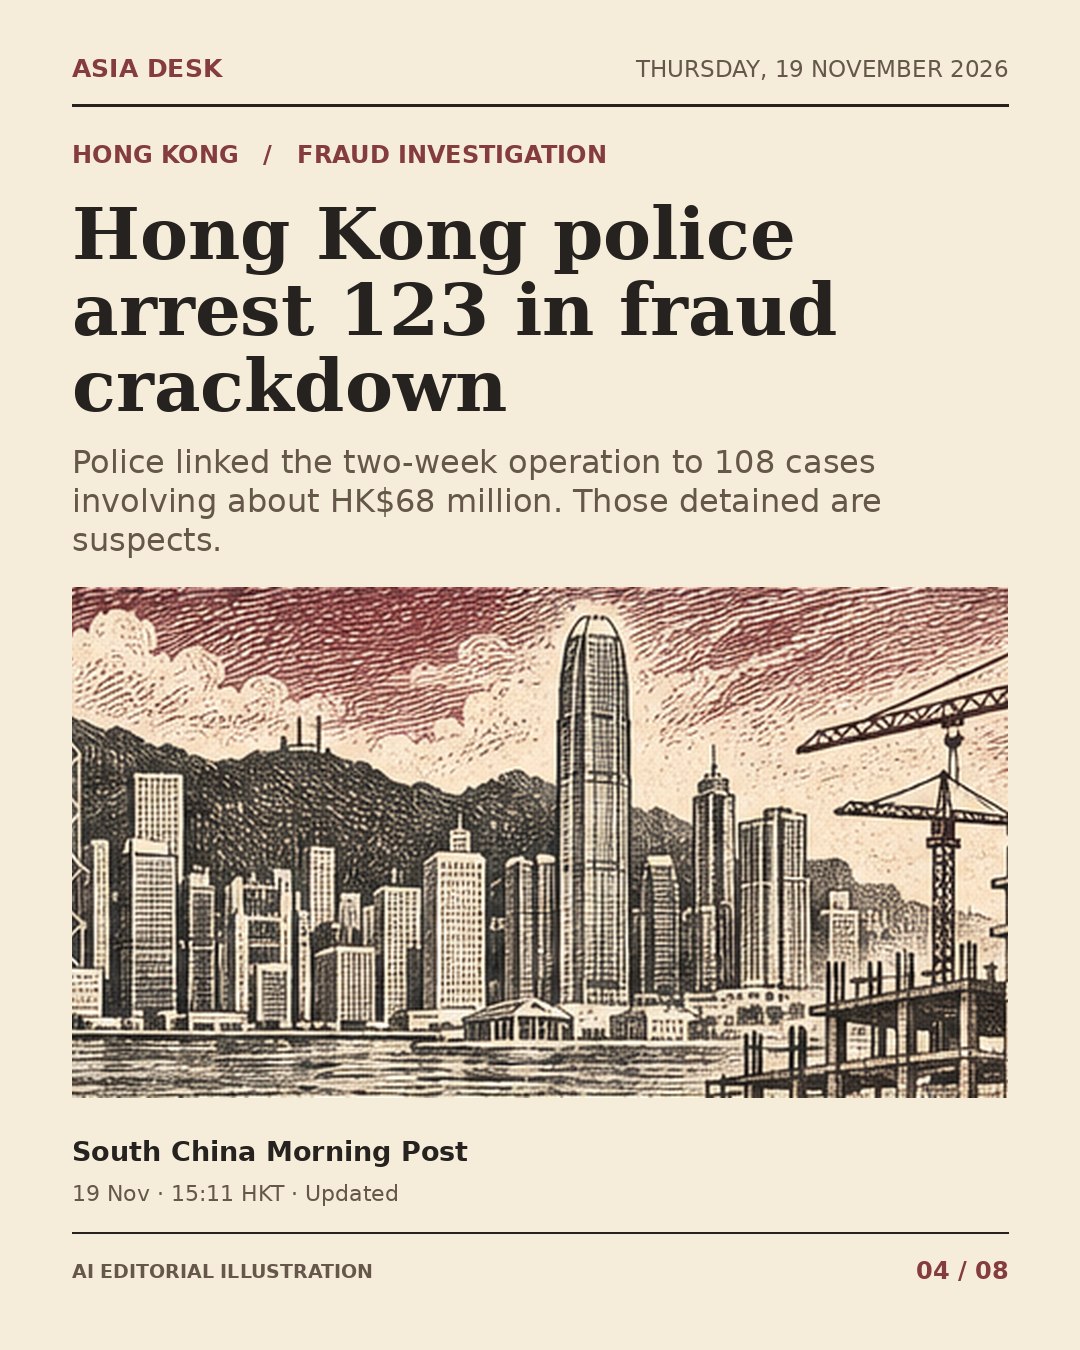 ASIA DESK
THURSDAY, 19 NOVEMBER 2026
HONG KONG / FRAUD INVESTIGATION
Hong Kong police
arrest 123 in fraud
crackdown
Police linked the two-week operation to 108 cases
involving about HK$68 million. Those detained are
suspects.
South China Morning Post
19 Nov · 15:11 HKT · Updated
AI EDITORIAL ILLUSTRATION
04 / 08